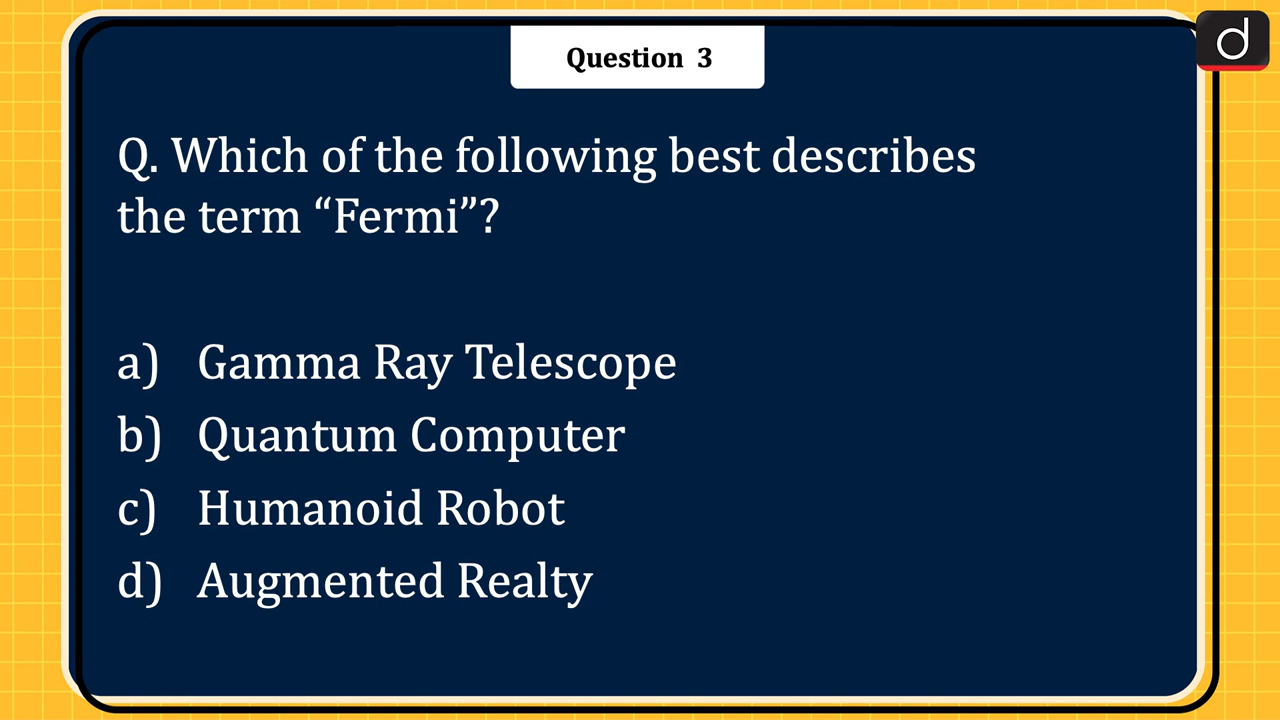 Question 3
d
Q. Which of the following best describes
the term “Fermi”?
a) Gamma Ray Telescope
b) Quantum Computer
c) Humanoid Robot
d) Augmented Realty